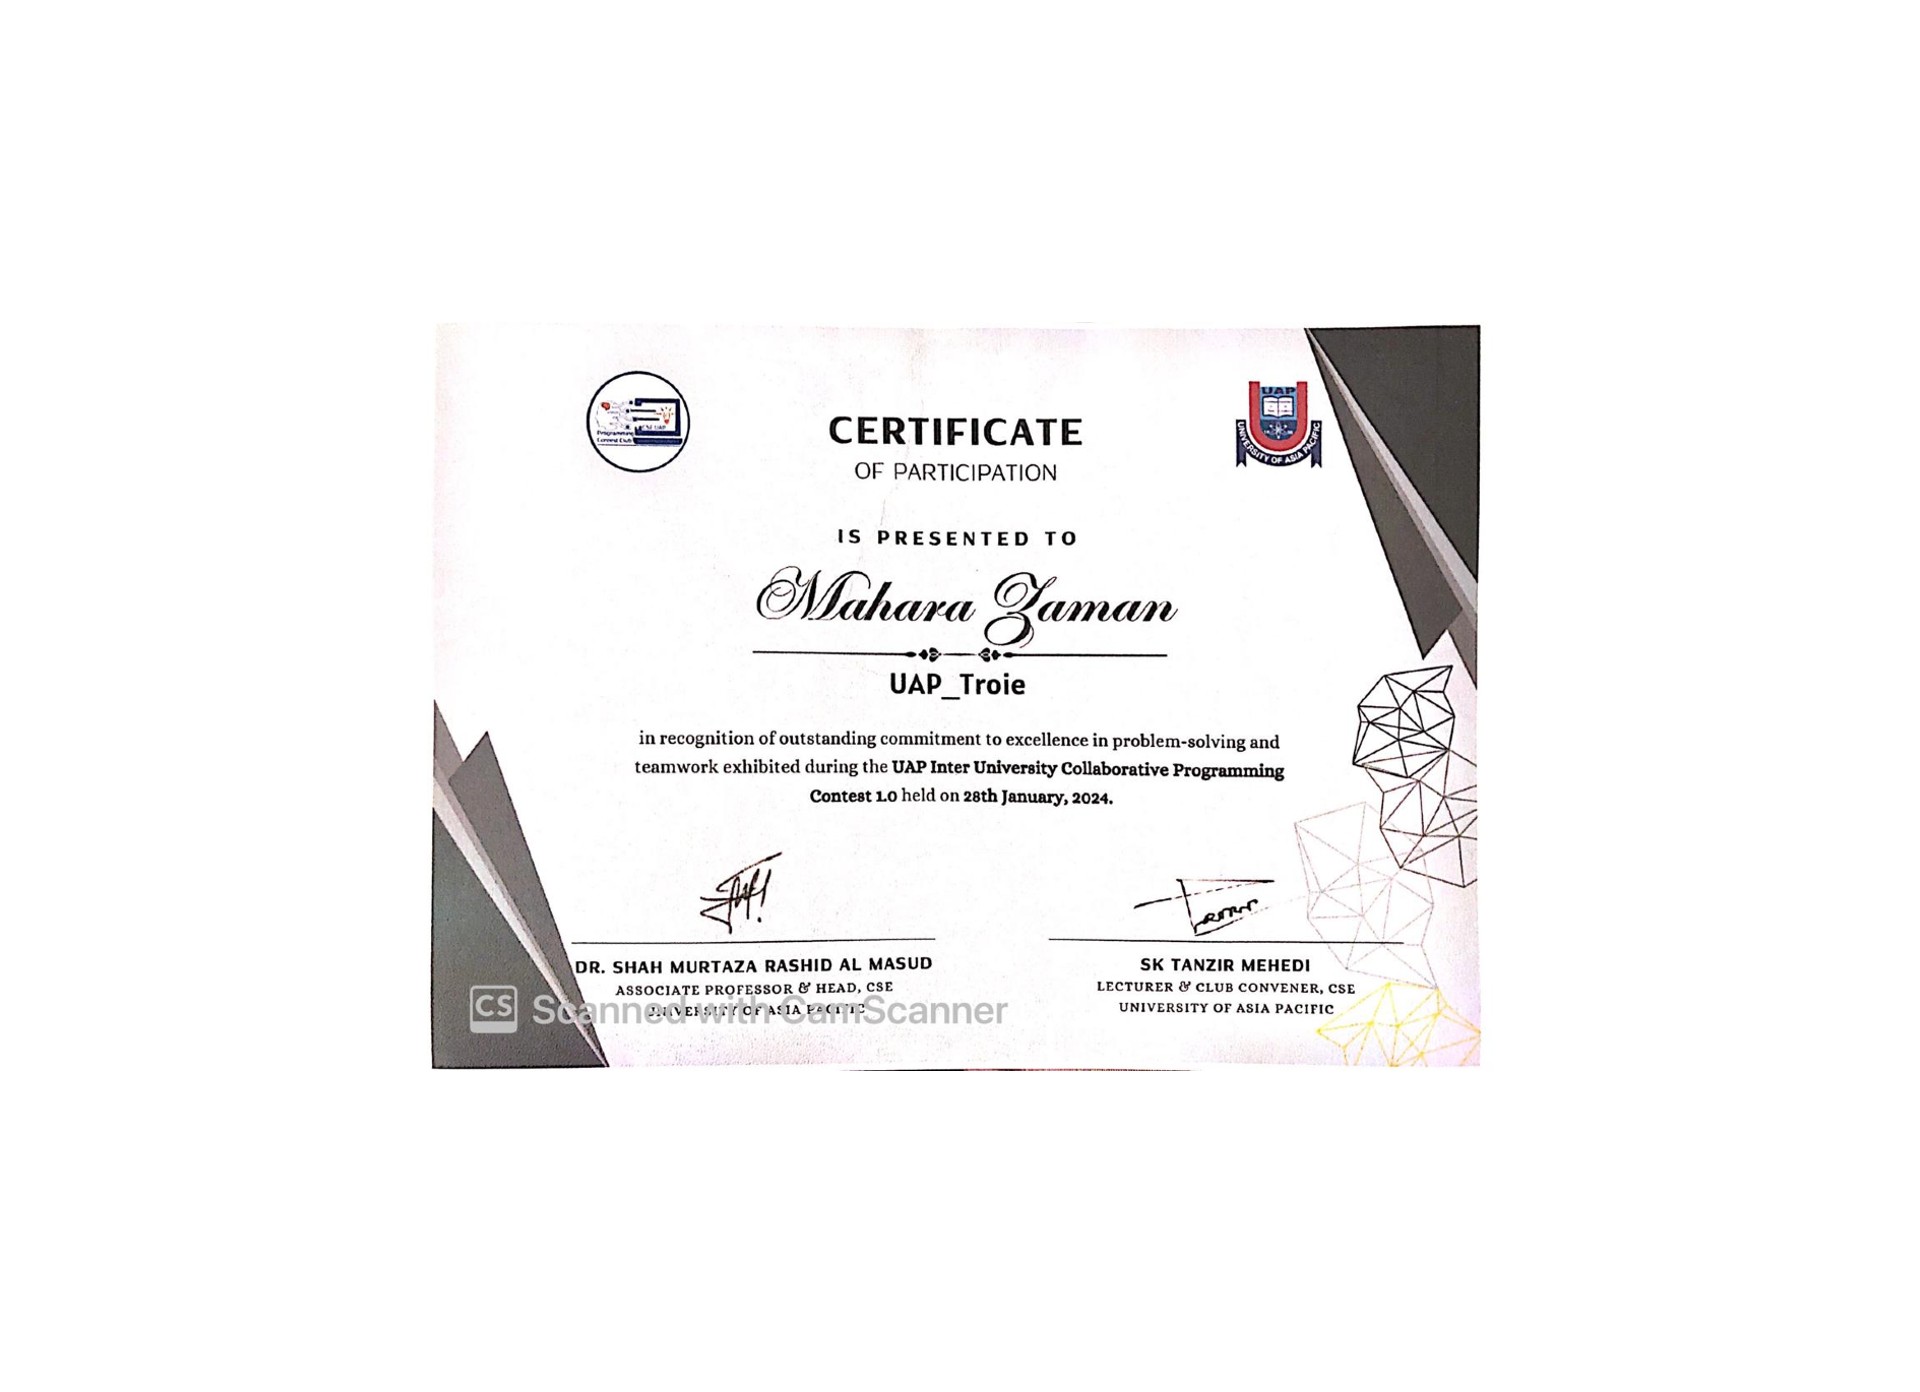 Programming
Contest Club
CSE UAP
UAP
UNIVERSITY OF ASIA PACIFIC
CERTIFICATE
OF PARTICIPATION
IS PRESENTED TO
Mahara Zaman
UAP_Troie
in recognition of outstanding commitment to excellence in problem-solving and
teamwork exhibited during the UAP Inter University Collaborative Programming
Contest 1.0 held on 28th January, 2024.
DR. SHAH MURTAZA RASHID AL MASUD
ASSOCIATE PROFESSOR & HEAD, CSE
UNIVERSITY OF ASIA PACIFIC
SK TANZIR MEHEDI
LECTURER & CLUB CONVENER, CSE
UNIVERSITY OF ASIA PACIFIC
CS Scanned with CamScanner